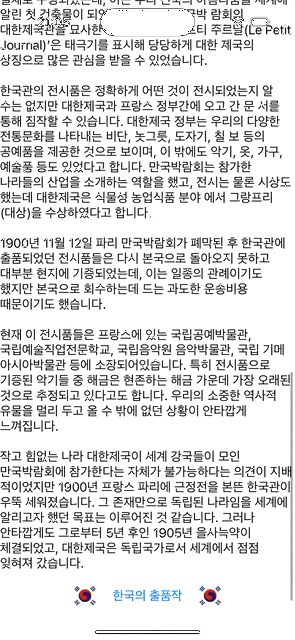 알린 첫 건축물이 되었
대한제국관을 묘사한
Journal)'은 태극기를 표시해 당당하게 대한 제국의
상징으로 많은 관심을 받을 수 있었습니다.
한국관의 전시품은 정확하게 어떤 것이 전시되었는지 알
수는 없지만 대한제국과 프랑스 정부간에 오고 간 문 서를
통해 짐작할 수 있습니다. 대한제국 정부는 우리의 다양한
전통문화를 나타내는 비단, 놋그릇, 도자기, 칠 보 등의
공예품을 제공한 것으로 보이며, 이 밖에도 악기, 옷, 가구,
예술품 등도 있었다고 합니다. 만국박람회는 참가한
나라들의 산업을 소개하는 역할을 했고, 전시는 물론 시상도
했는데 대한제국은 식물성 농업식품 분야 에서 그랑프리
(대상)을 수상하였다고 합니다.
1900년 11월 12일 파리 만국박람회가 폐막된 후 한국관에
출품되었던 전시품들은 다시 본국으로 돌아오지 못하고
대부분 현지에 기증되었는데, 이는 일종의 관례이기도
했지만 본국으로 회수하는데 드는 과도한 운송비용
때문이기도 했습니다.
현재 이 전시품들은 프랑스에 있는 국립공예박물관,
국립예술직업전문학교, 국립음악원 음악박물관, 국립 기메
아시아박물관 등에 소장되어있습니다. 특히 전시품으로
기증된 악기들 중 해금은 현존하는 해금 가운데 가장 오래된
것으로 추정되고 있다고도 합니다. 우리의 소중한 역사적
유물을 멀리 두고 올 수 밖에 없던 상황이 안타깝게
느껴집니다.
작고 힘없는 나라 대한제국이 세계 강국들이 모인
만국박람회에 참가한다는 자체가 불가능하다는 의견이 지배
적이었지만 1900년 프랑스 파리에 근정전을 본뜬 한국관이
우뚝 세워졌습니다. 그 존재만으로 독립된 나라임을 세계에
알리고자 했던 목표는 이루어진 것 같습니다. 그러나
안타깝게도 그로부터 5년 후인 1905년 을사늑약이
체결되었고, 대한제국은 독립국가로서 세계에서 점점
잊혀져 갔습니다.
한국의 출품작